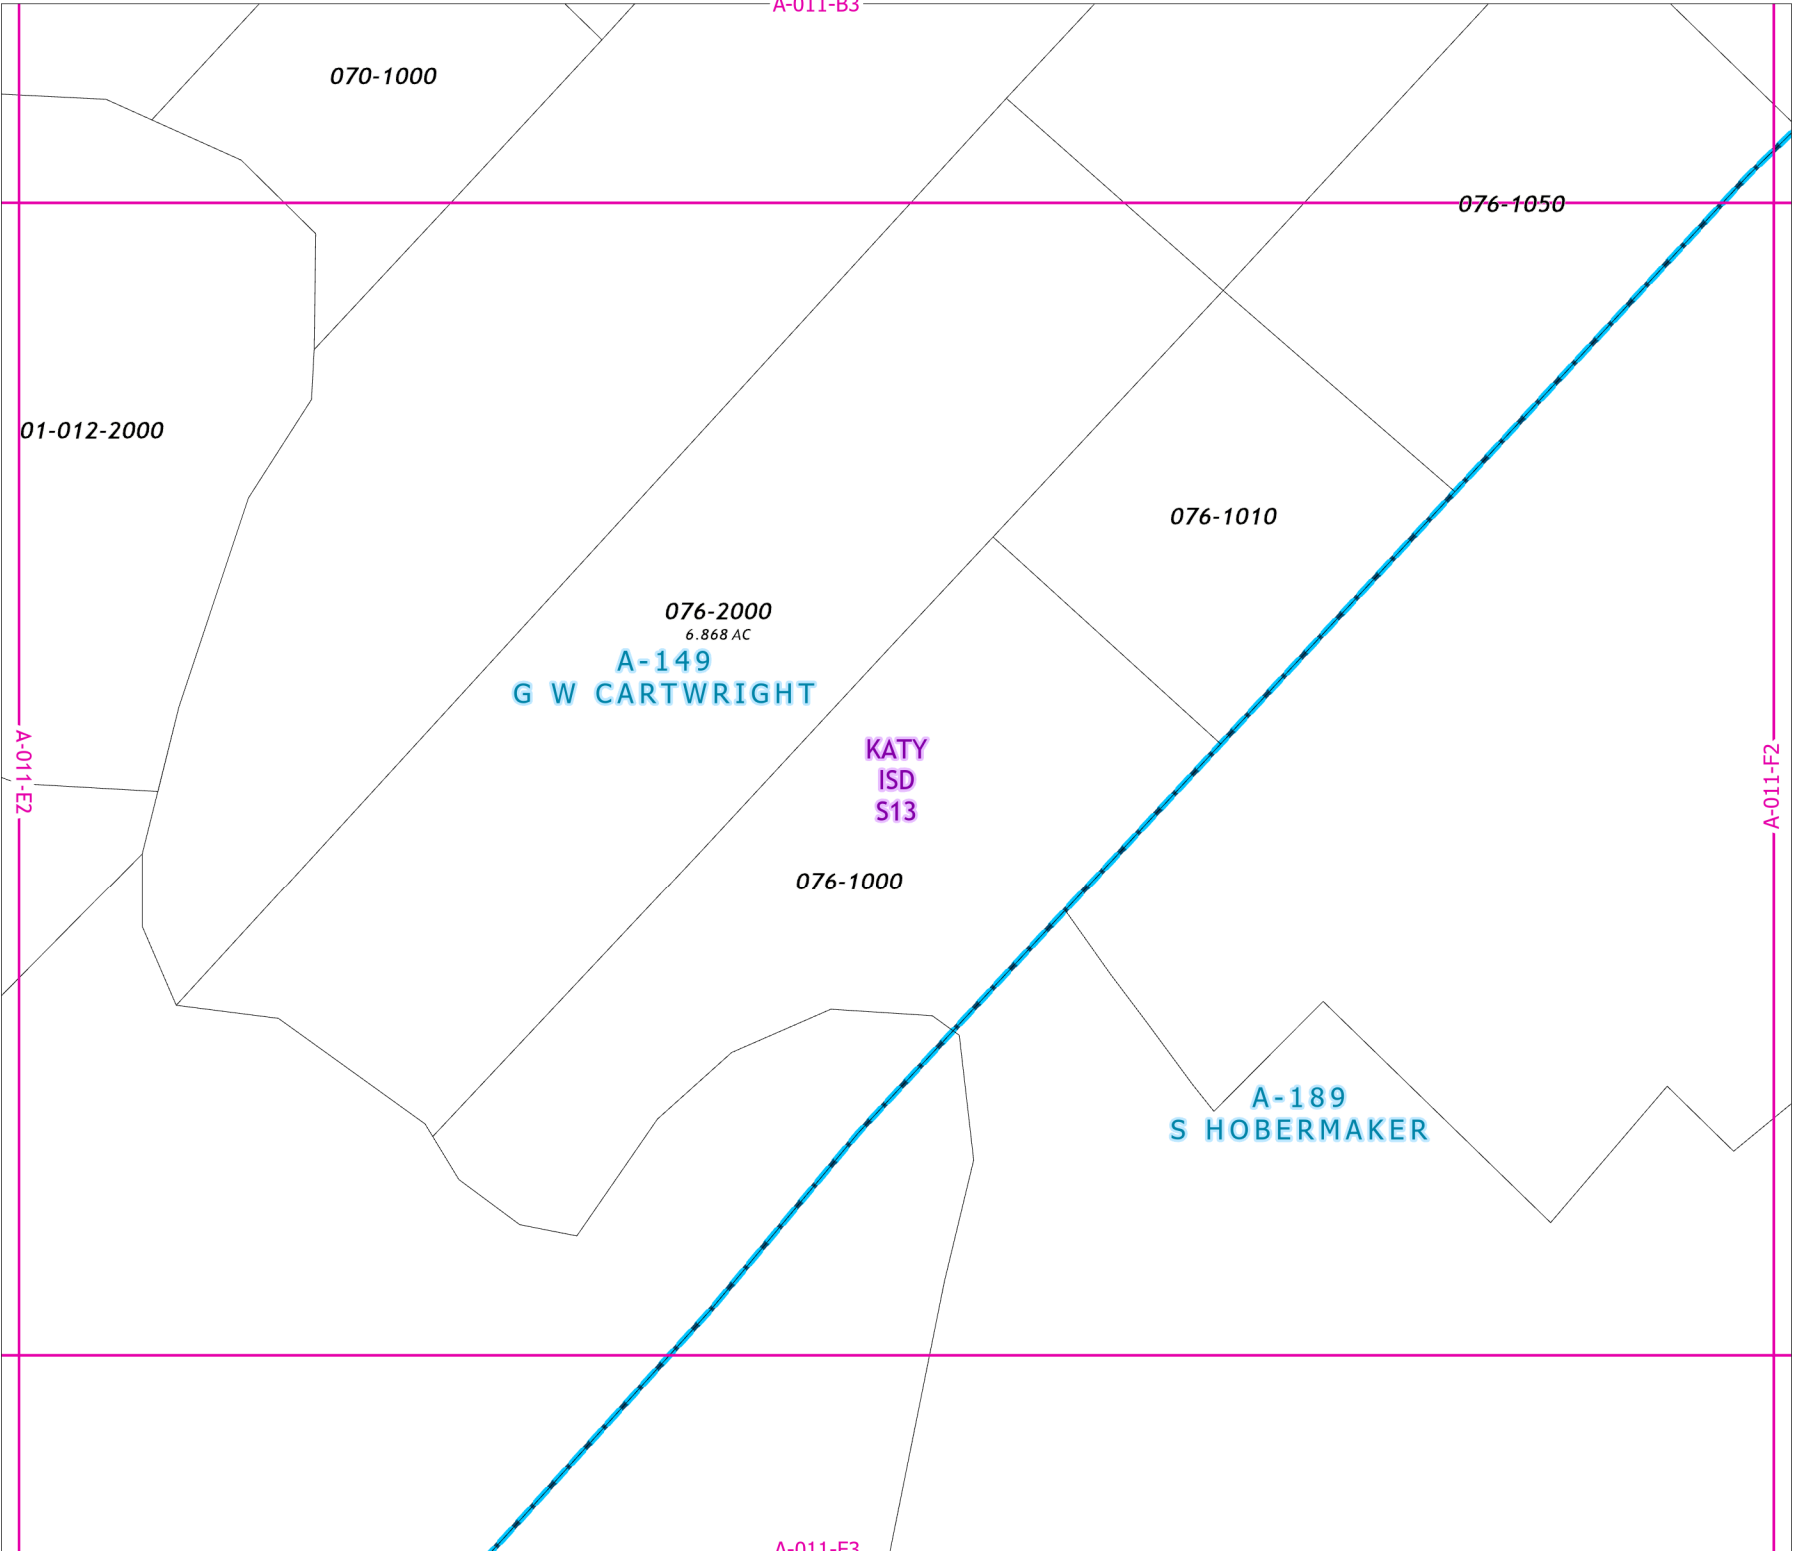 A-011-B3
070-1000
076-1050
01-012-2000
076-1010
076-2000
6.868 AC
A-149
G W CARTWRIGHT
KATY
ISD
S13
A-011-E2
A-011-F2
076-1000
A-189
S HOBERMAKER
A-011-F3